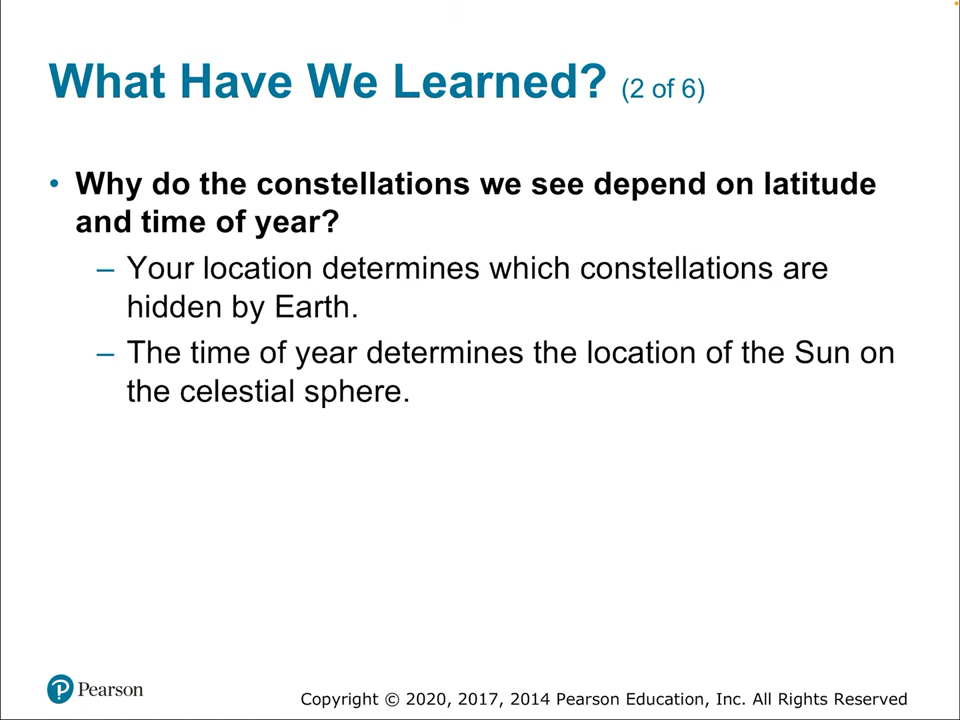 What Have We Learned? (2 of 6)
• Why do the constellations we see depend on latitude
and time of year?
– Your location determines which constellations are
hidden by Earth.
– The time of year determines the location of the Sun on
the celestial sphere.
Pearson
Copyright © 2020, 2017, 2014 Pearson Education, Inc. All Rights Reserved